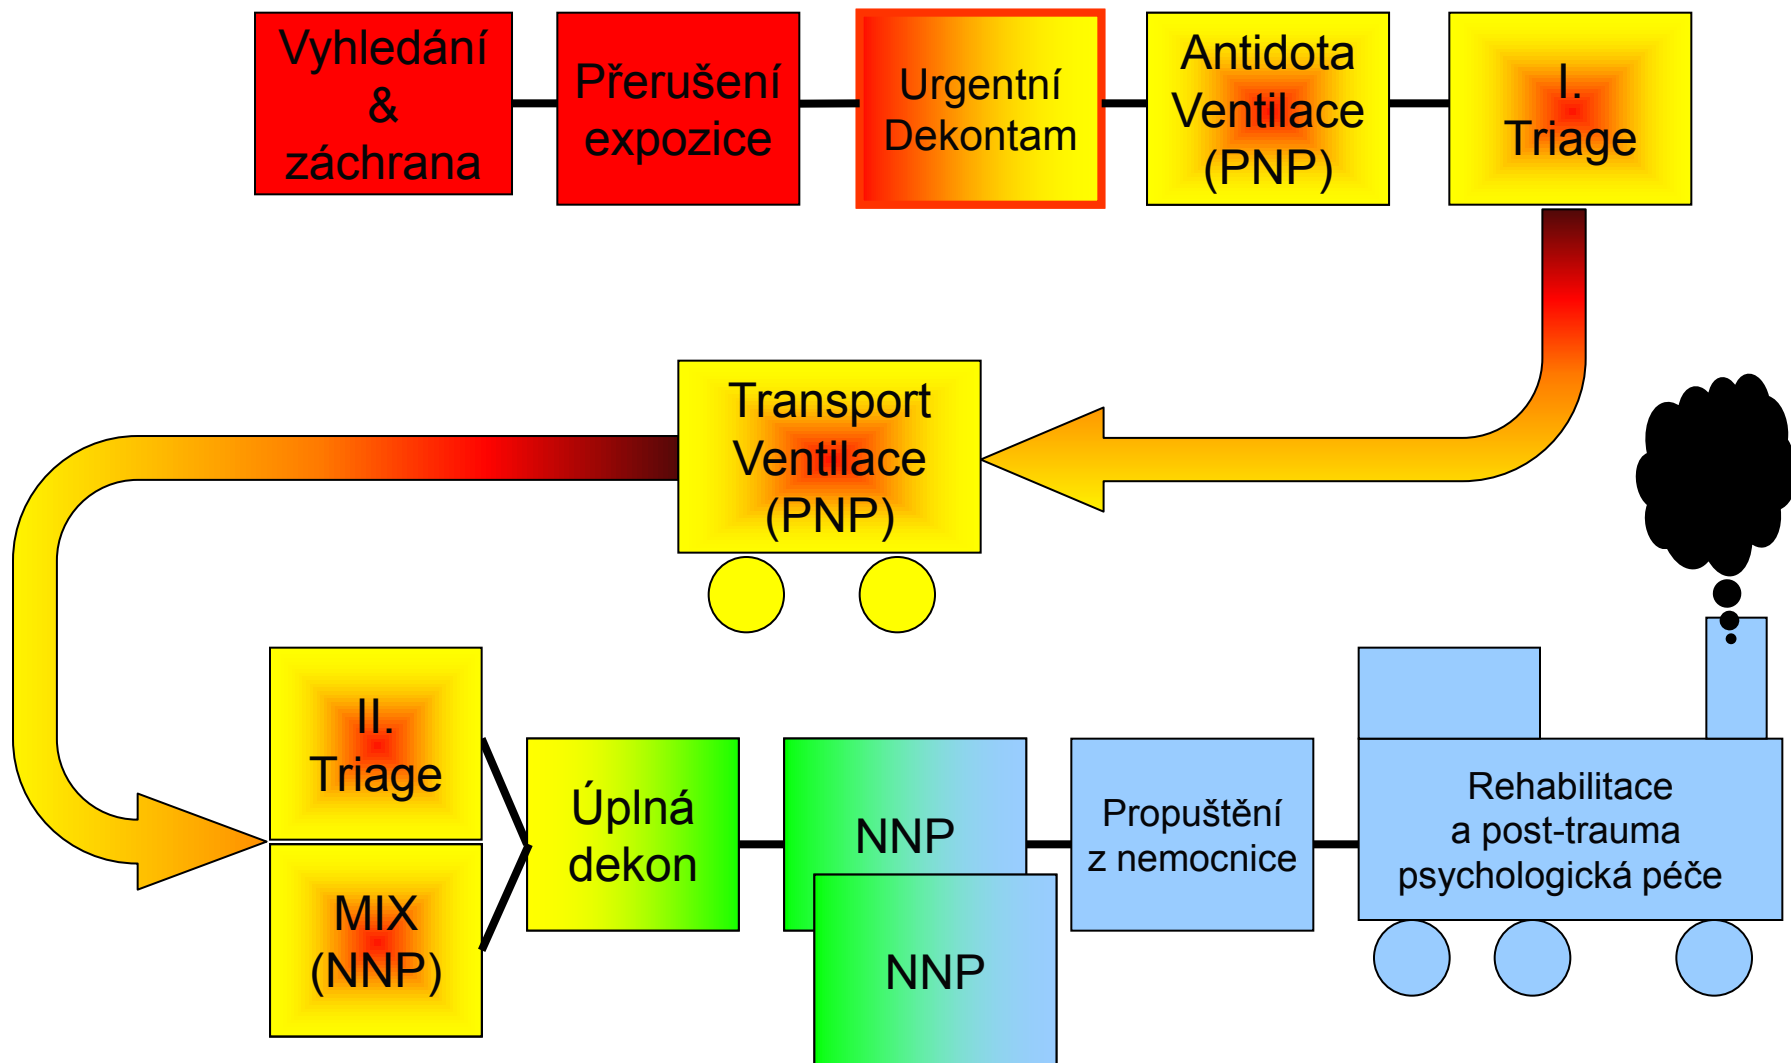 Vyhledání
&
záchrana
Přerušení
expozice
Urgentní
Dekontam
Antidota
Ventilace
(PNP)
I.
Triage
Transport
Ventilace
(PNP)
II.
Triage
MIX
(NNP)
Úplná
dekon
NNP
NNP
Propuštění
z nemocnice
Rehabilitace
a post-trauma
psychologická péče